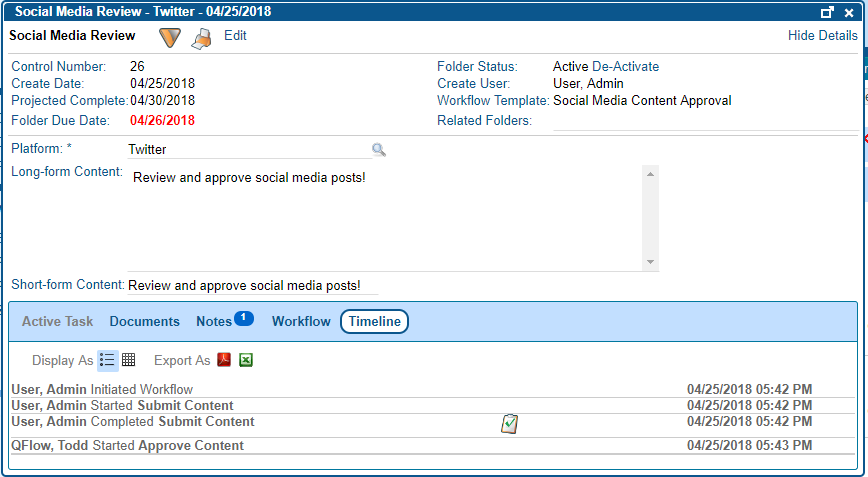 Social Media Review - Twitter - 04/25/2018
Social Media Review Edit Hide Details
Control Number: 26 Folder Status: Active De-Activate
Create Date: 04/25/2018 Create User: User, Admin
Projected Complete: 04/30/2018 Workflow Template: Social Media Content Approval
Folder Due Date: 04/26/2018 Related Folders:
Platform: * Twitter
Long-form Content: Review and approve social media posts!
Short-form Content: Review and approve social media posts!
Active Task Documents Notes 1 Workflow Timeline
Display As Export As
User, Admin Initiated Workflow 04/25/2018 05:42 PM
User, Admin Started Submit Content 04/25/2018 05:42 PM
User, Admin Completed Submit Content 04/25/2018 05:42 PM
QFlow, Todd Started Approve Content 04/25/2018 05:43 PM